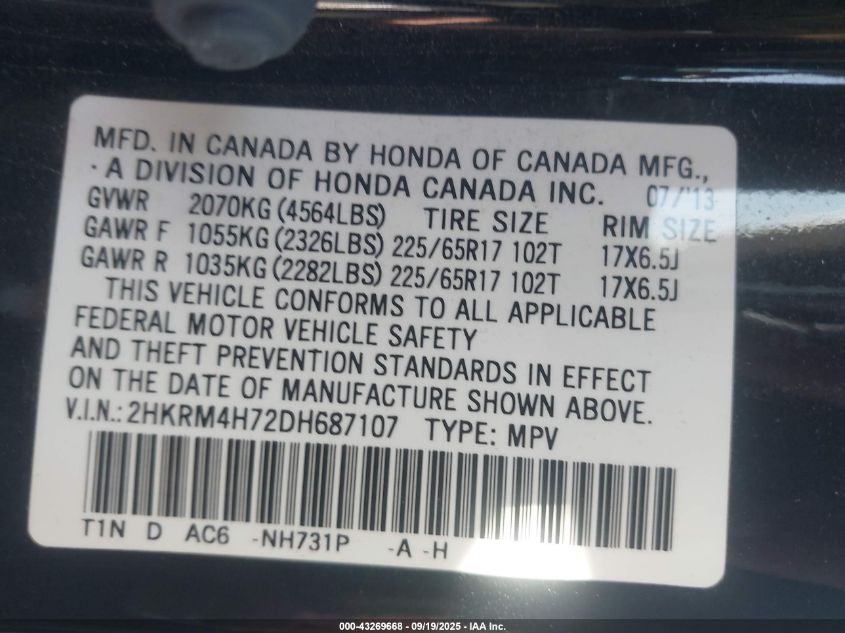 MFD. IN CANADA BY HONDA OF CANADA MFG.,
· A DIVISION OF HONDA CANADA INC. 07/'13
GVWR 2070KG (4564LBS) TIRE SIZE RIM SIZE
GAWR F 1055KG (2326LBS) 225/65R17 102T 17X6.5J
GAWR R 1035KG (2282LBS) 225/65R17 102T 17X6.5J
THIS VEHICLE CONFORMS TO ALL APPLICABLE
FEDERAL MOTOR VEHICLE SAFETY
AND THEFT PREVENTION STANDARDS IN EFFECT
ON THE DATE OF MANUFACTURE SHOWN ABOVE.
V.I.N.: 2HKRM4H72DH687107 TYPE: MPV
T1N D AC6 -NH731P -A -H
000-43269668 - 09/19/2025 - IAA Inc.